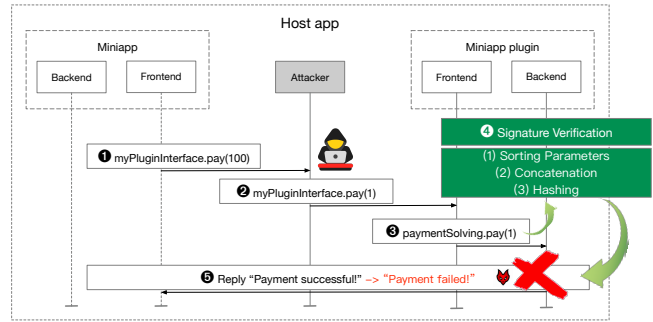 Host app
Miniapp
Miniapp plugin
Backend
Frontend
Attacker
Frontend
Backend
❹ Signature Verification
❶ myPluginInterface.pay(100)
(1) Sorting Parameters
(2) Concatenation
(3) Hashing
❷ myPluginInterface.pay(1)
❸ paymentSolving.pay(1)
❺ Reply “Payment successful!” –> “Payment failed!”